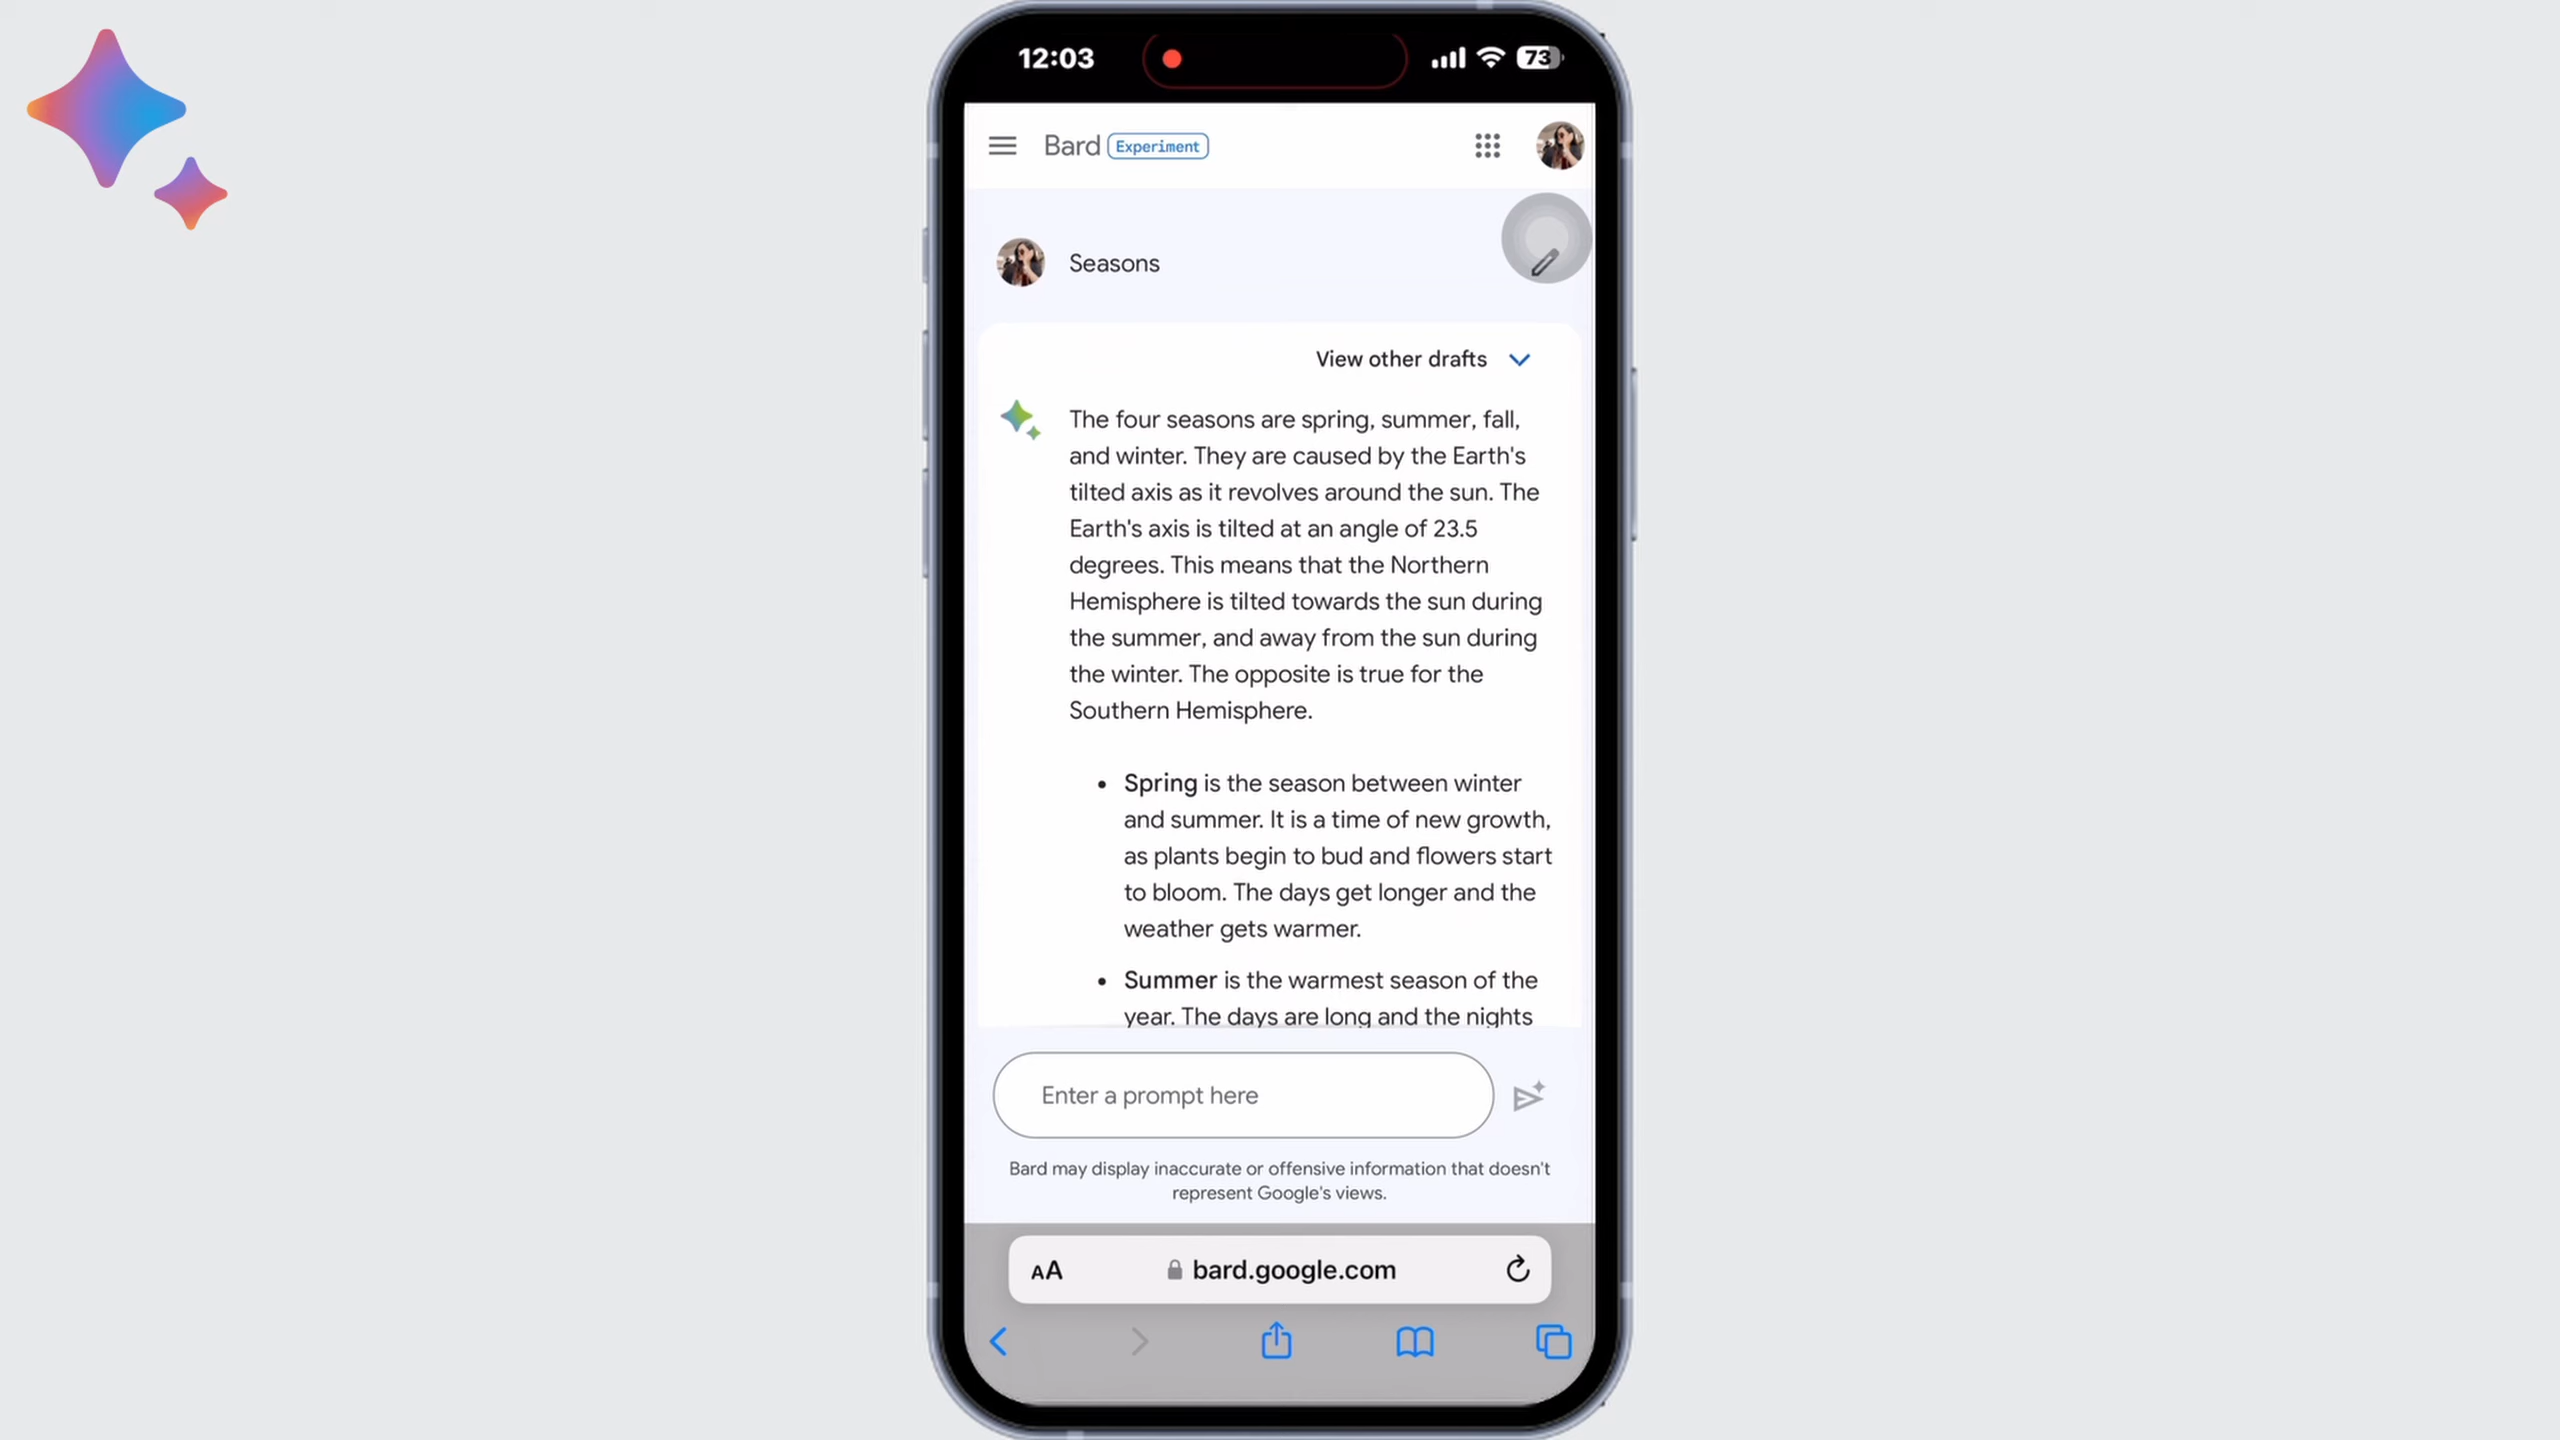 12:03
73
Bard Experiment
Seasons
View other drafts
The four seasons are spring, summer, fall,
and winter. They are caused by the Earth's
tilted axis as it revolves around the sun. The
Earth's axis is tilted at an angle of 23.5
degrees. This means that the Northern
Hemisphere is tilted towards the sun during
the summer, and away from the sun during
the winter. The opposite is true for the
Southern Hemisphere.
• Spring is the season between winter
and summer. It is a time of new growth,
as plants begin to bud and flowers start
to bloom. The days get longer and the
weather gets warmer.
• Summer is the warmest season of the
year. The days are long and the nights
Enter a prompt here
Bard may display inaccurate or offensive information that doesn't
represent Google's views.
AA bard.google.com